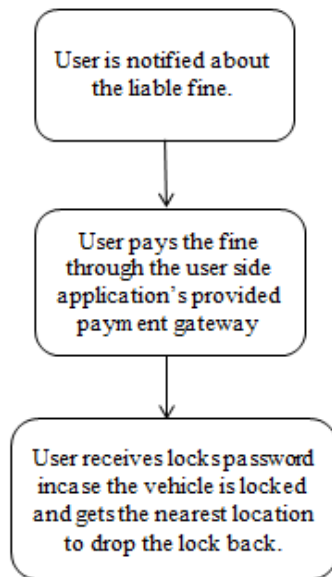 User is notified about
the liable fine.
User pays the fine
through the user side
application's provided
payment gateway
User receives locks password
incase the vehicle is locked
and gets the nearest location
to drop the lock back.